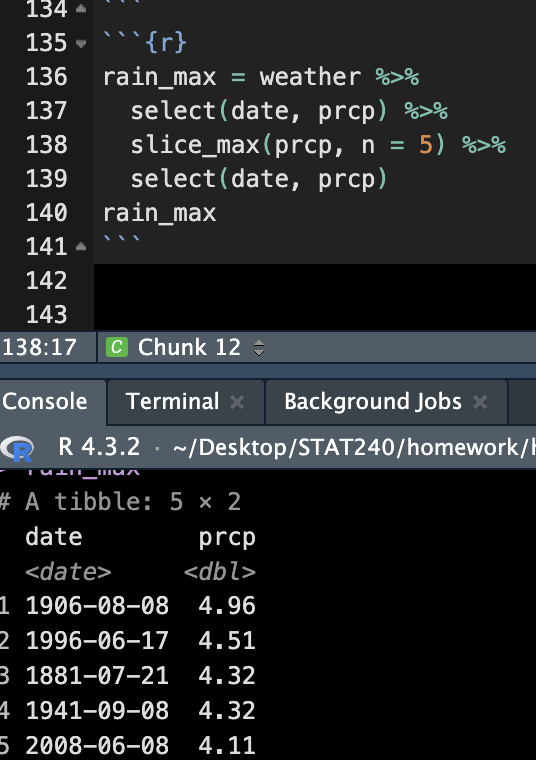 134 ```
135 ```{r}
136 rain_max = weather %>%
137   select(date, prcp) %>%
138   slice_max(prcp, n = 5) %>%
139   select(date, prcp)
140 rain_max
141 ```
142
143
138:17 C Chunk 12
Console Terminal × Background Jobs ×
R R 4.3.2 · ~/Desktop/STAT240/homework/
> rain_max
# A tibble: 5 × 2
date prcp
<date> <dbl>
1 1906-08-08 4.96
2 1996-06-17 4.51
3 1881-07-21 4.32
4 1941-09-08 4.32
5 2008-06-08 4.11